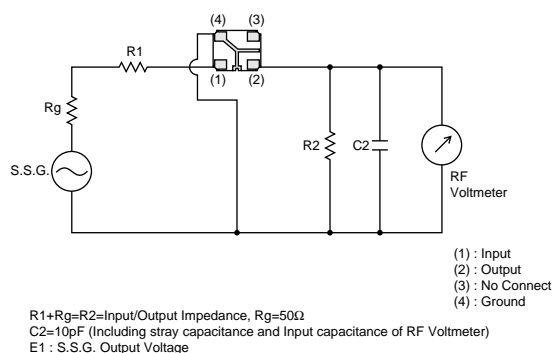 (4) (3)
R1
(1) (2)
Rg
R2 C2
S.S.G.
RF
Voltmeter
(1) : Input
(2) : Output
(3) : No Connect
(4) : Ground
R1+Rg=R2=Input/Output Impedance, Rg=50Ω
C2=10pF (Including stray capacitance and Input capacitance of RF Voltmeter)
E1 : S.S.G. Output Voltage